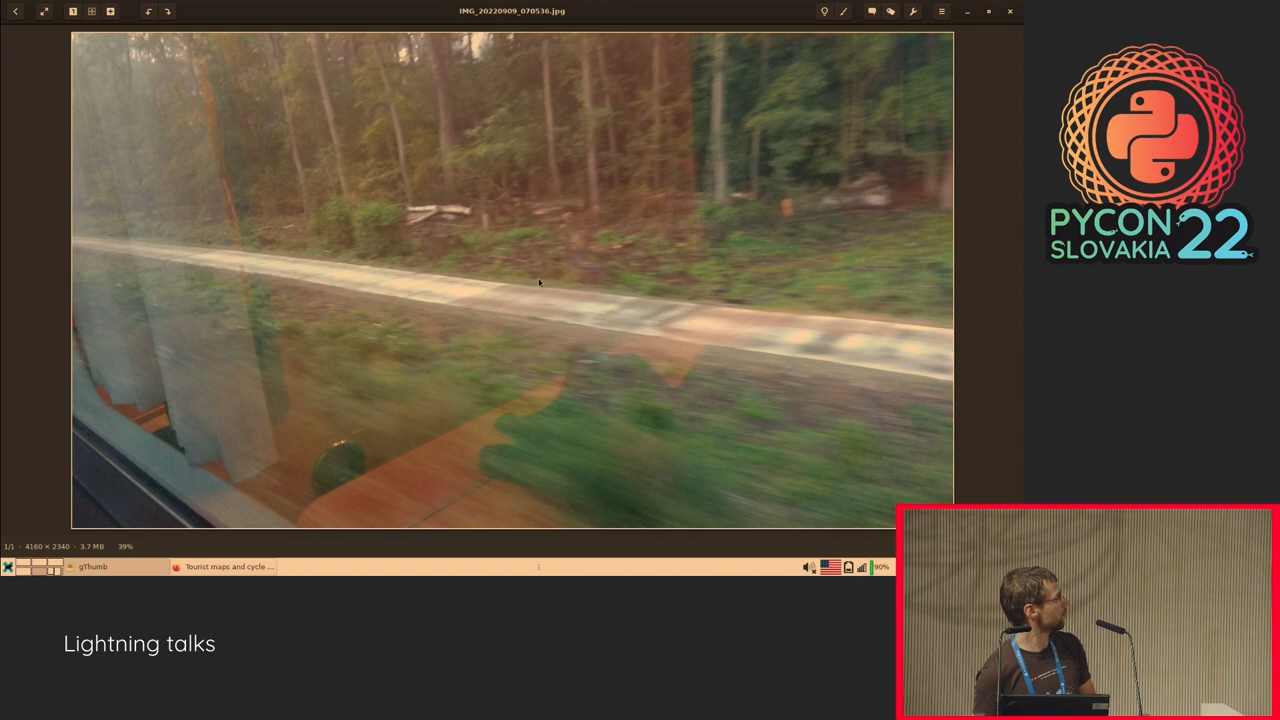 IMG_20220909_070536.jpg
1/1 - 4160 × 2340 - 3.7 MB 39%
gThumb
Tourist maps and cycle ...
90%
PYCON
SLOVAKIA
22
Lightning talks